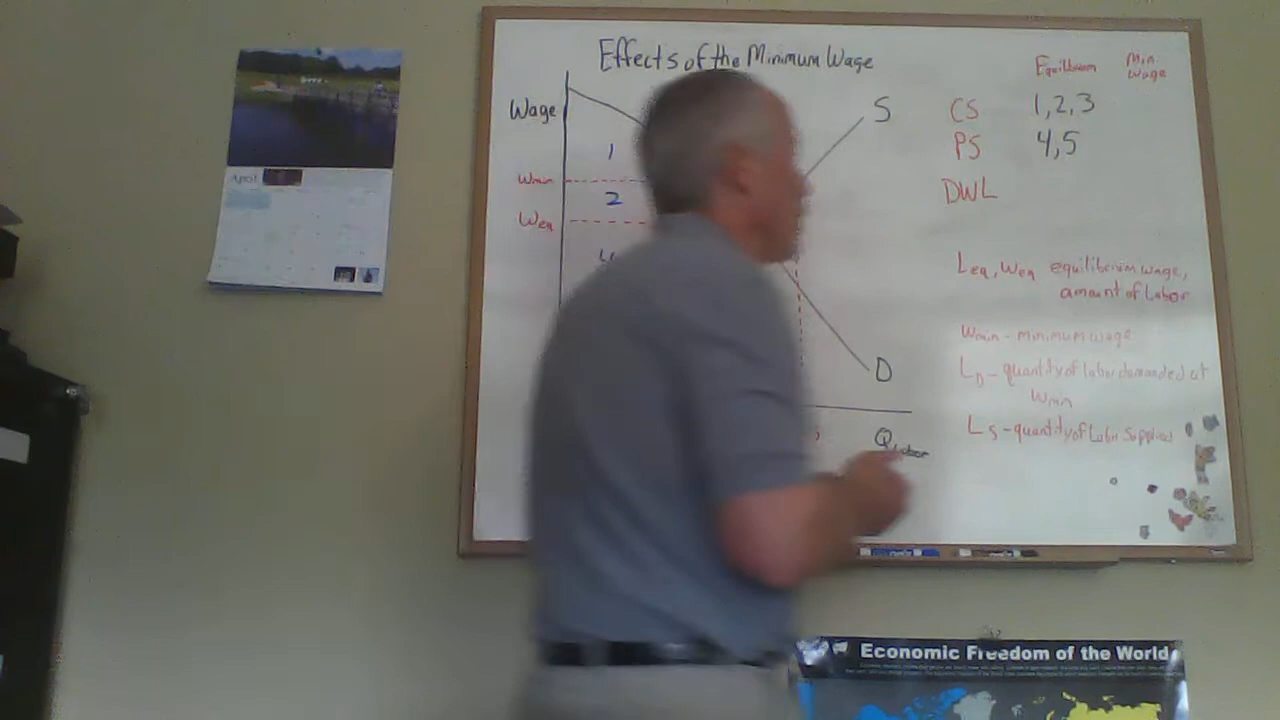 Effects of the Minimum Wage
Wage
1
Wmin
2
Weq
S
D
Q Labor
Equilibrium
Min. Wage
CS 1,2,3
PS 4,5
DWL
Leq, Weq equilibrium wage,
amount of Labor
Wmin - minimum wage
LD - quantity of labor demanded at
Wmin
Ls - quantity of Labor Supplied
April
Economic Freedom of the World